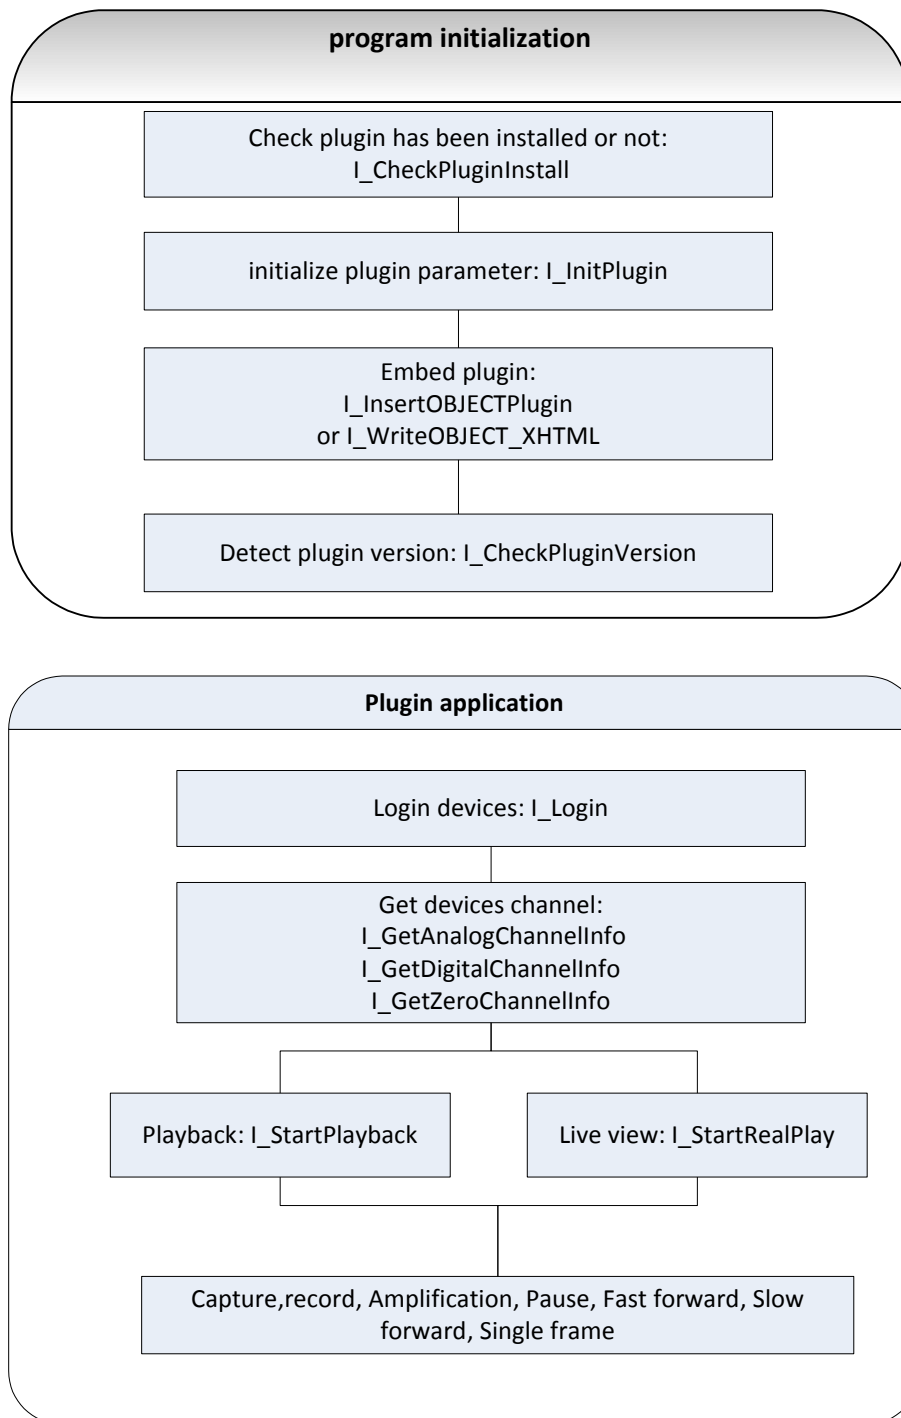 program initialization
Check plugin has been installed or not:
I_CheckPluginInstall
initialize plugin parameter: I_InitPlugin
Embed plugin:
I_InsertOBJECTPlugin
or I_WriteOBJECT_XHTML
Detect plugin version: I_CheckPluginVersion
Plugin application
Login devices: I_Login
Get devices channel:
I_GetAnalogChannelInfo
I_GetDigitalChannelInfo
I_GetZeroChannelInfo
Playback: I_StartPlayback
Live view: I_StartRealPlay
Capture,record, Amplification, Pause, Fast forward, Slow
forward, Single frame